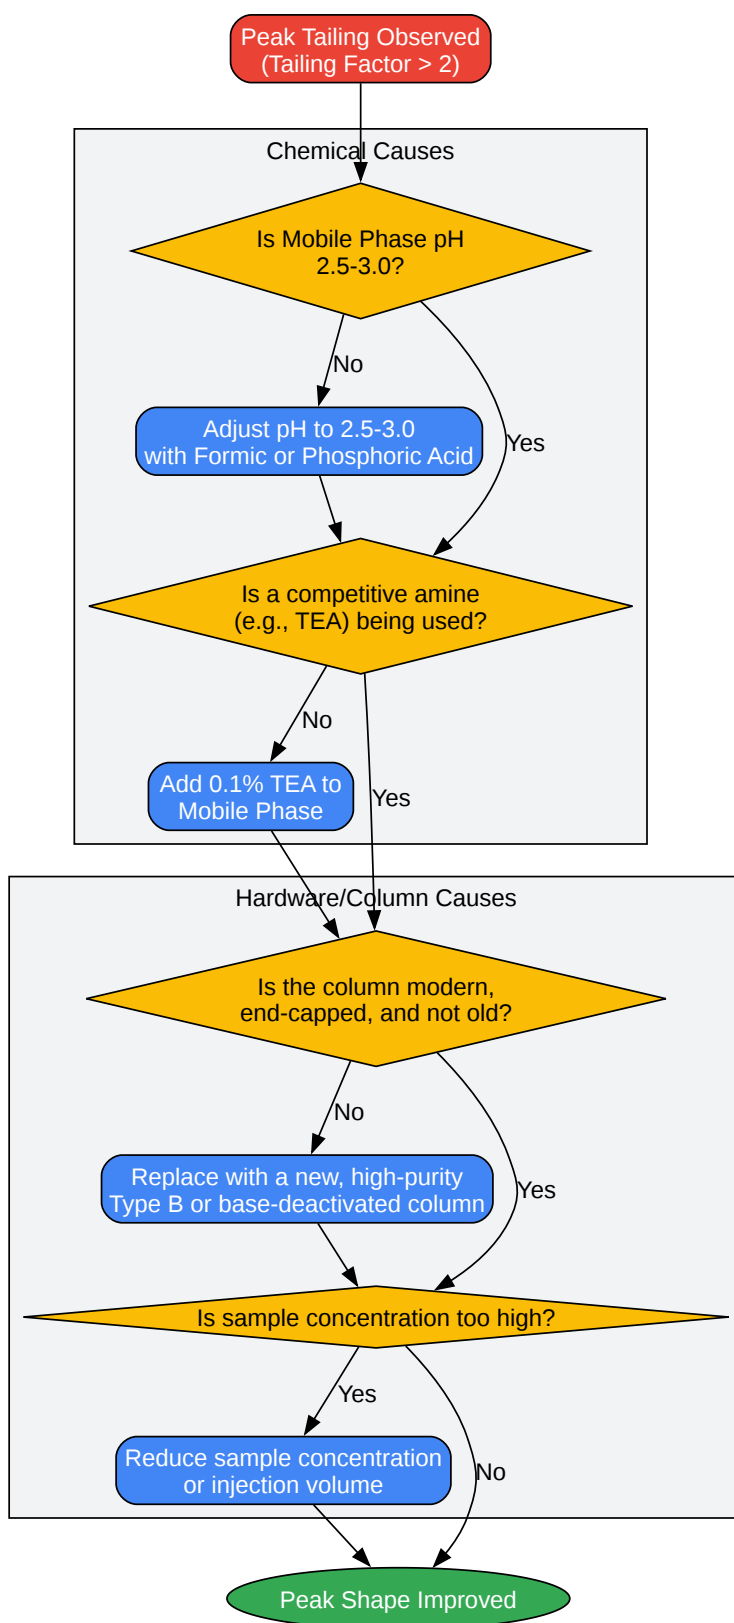 Peak Tailing Observed
(Tailing Factor > 2)
Chemical Causes
Is Mobile Phase pH
2.5-3.0?
No
Yes
Adjust pH to 2.5-3.0
with Formic or Phosphoric Acid
Is a competitive amine
(e.g., TEA) being used?
No
Yes
Add 0.1% TEA to
Mobile Phase
Hardware/Column Causes
Is the column modern,
end-capped, and not old?
No
Yes
Replace with a new, high-purity
Type B or base-deactivated column
Is sample concentration too high?
Yes
No
Reduce sample concentration
or injection volume
Peak Shape Improved